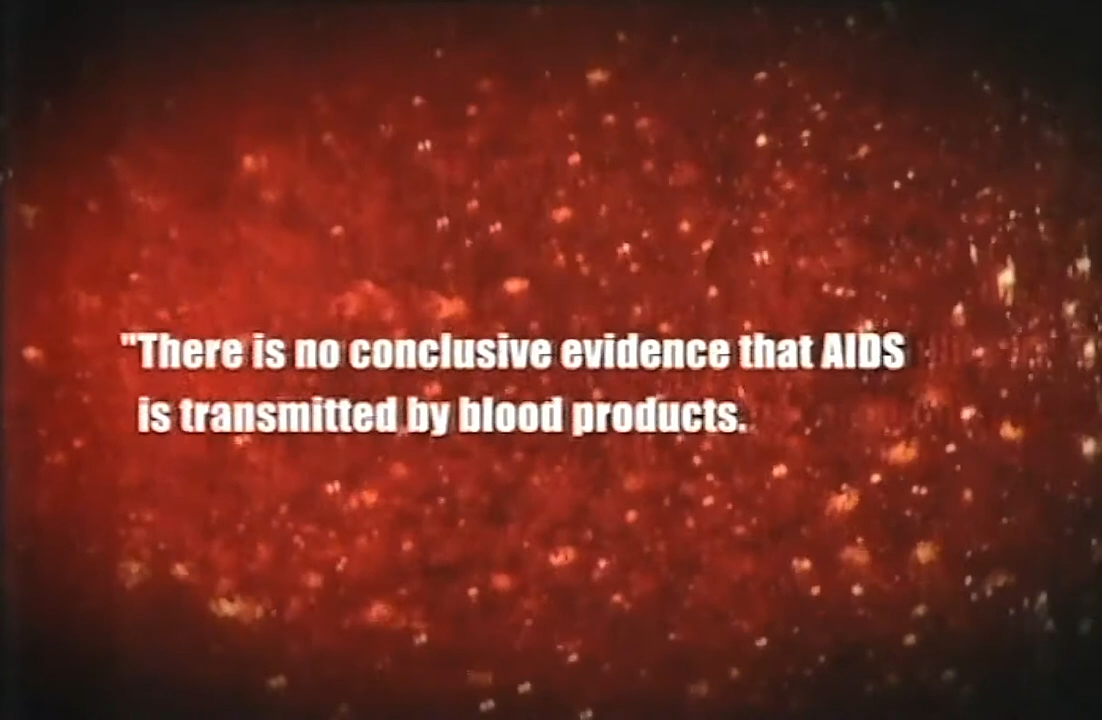 "There is no conclusive evidence that AIDS
is transmitted by blood products.